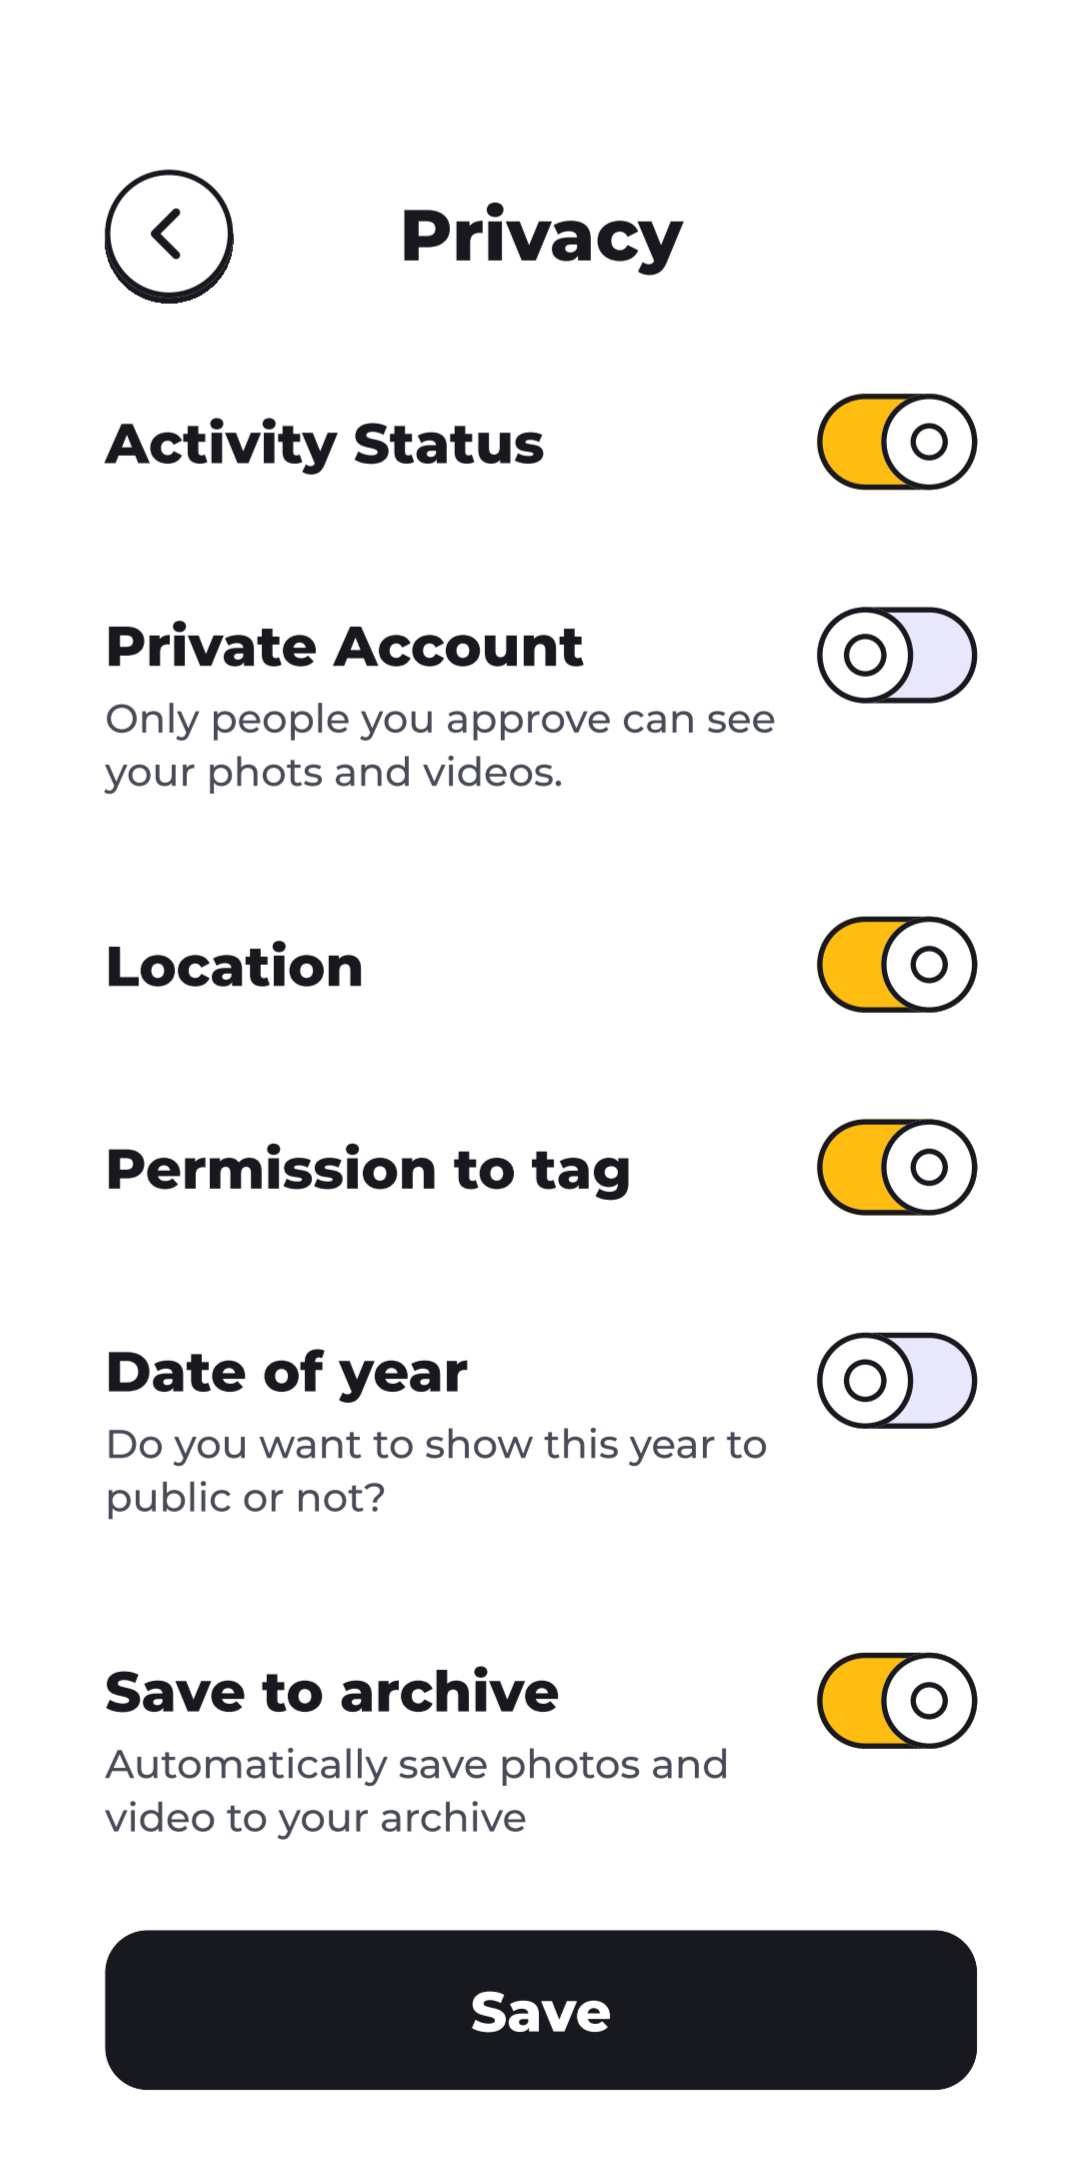 Privacy
Activity Status
Private Account
Only people you approve can see
your phots and videos.
Location
Permission to tag
Date of year
Do you want to show this year to
public or not?
Save to archive
Automatically save photos and
video to your archive
Save